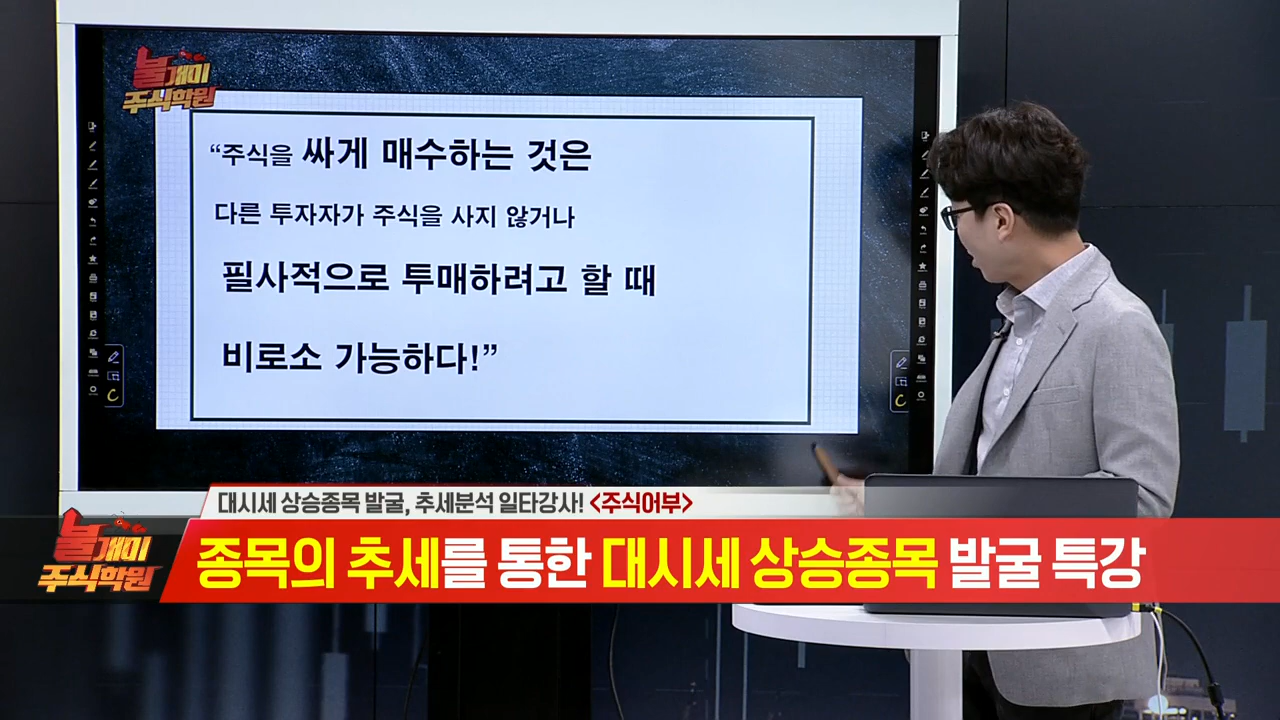 불개미
주식학원
“주식을 싸게 매수하는 것은
다른 투자자가 주식을 사지 않거나
필사적으로 투매하려고 할 때
비로소 가능하다!”
대시세 상승종목 발굴, 추세분석 일타강사! <주식어부>
불개미
주식학원
종목의 추세를 통한 대시세 상승종목 발굴 특강